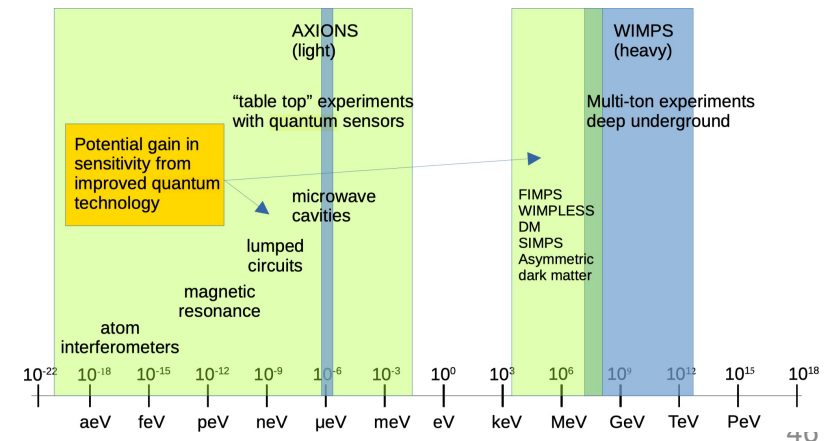 AXIONS
(light)
WIMPS
(heavy)
“table top” experiments
with quantum sensors
Multi-ton experiments
deep underground
Potential gain in
sensitivity from
improved quantum
technology
microwave
cavities
FIMPS
WIMPLESS
DM
SIMPS
Asymmetric
dark matter
lumped
circuits
magnetic
resonance
atom
interferometers
10⁻²² 10⁻¹⁸ 10⁻¹⁵ 10⁻¹² 10⁻⁹ 10⁻⁶ 10⁻³ 10⁰ 10³ 10⁶ 10⁹ 10¹² 10¹⁵ 10¹⁸
aeV feV peV neV μeV meV eV keV MeV GeV TeV PeV